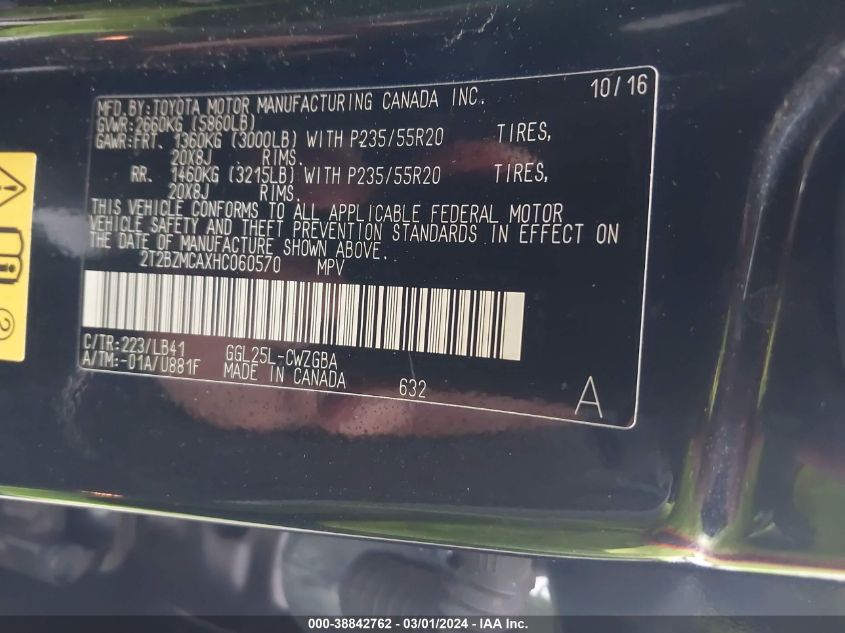 MFD.BY:TOYOTA MOTOR MANUFACTURING CANADA INC. 10/16
GVWR:2660KG (5860LB)
GAWR:FRT. 1360KG (3000LB) WITH P235/55R20 TIRES,
20X8J RIMS.
RR. 1460KG (3215LB) WITH P235/55R20 TIRES,
20X8J RIMS.
THIS VEHICLE CONFORMS TO ALL APPLICABLE FEDERAL MOTOR
VEHICLE SAFETY AND THEFT PREVENTION STANDARDS IN EFFECT ON
THE DATE OF MANUFACTURE SHOWN ABOVE.
2T2BZMCAXHC060570 MPV
C/TR:223/LB41 GGL25L-CWZGBA
A/TM:-01A/U881F MADE IN CANADA 632 A
2
000-38842762 - 03/01/2024 - IAA Inc.